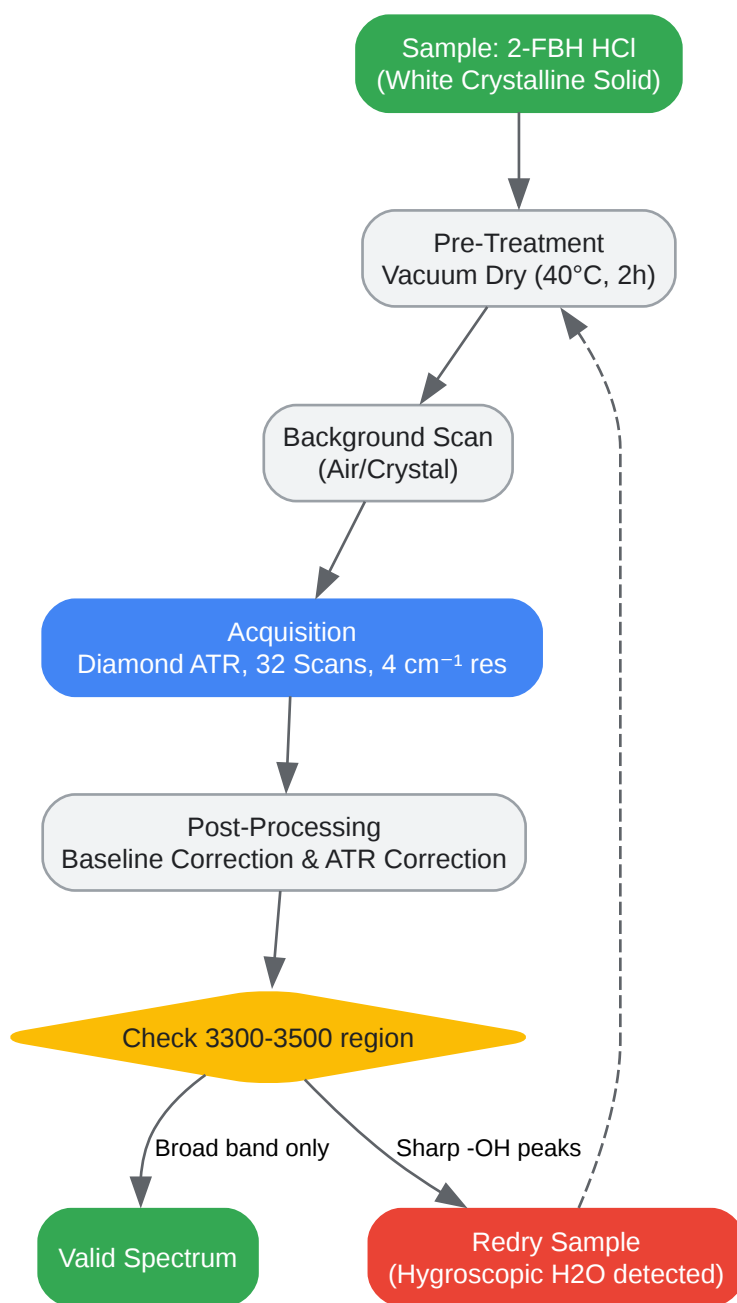 Sample: 2-FBH HCl
(White Crystalline Solid)
Pre-Treatment
Vacuum Dry (40°C, 2h)
Background Scan
(Air/Crystal)
Acquisition
Diamond ATR, 32 Scans, 4 cm⁻¹ res
Post-Processing
Baseline Correction & ATR Correction
Check 3300-3500 region
Broad band only
Sharp -OH peaks
Valid Spectrum
Redry Sample
(Hygroscopic H2O detected)